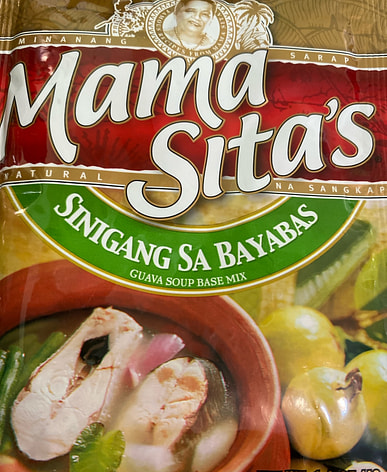 MINANANG SARAP
Mama
Sita's
NATURAL NA SANGKAP
SINIGANG SA BAYABAS
GUAVA SOUP BASE MIX